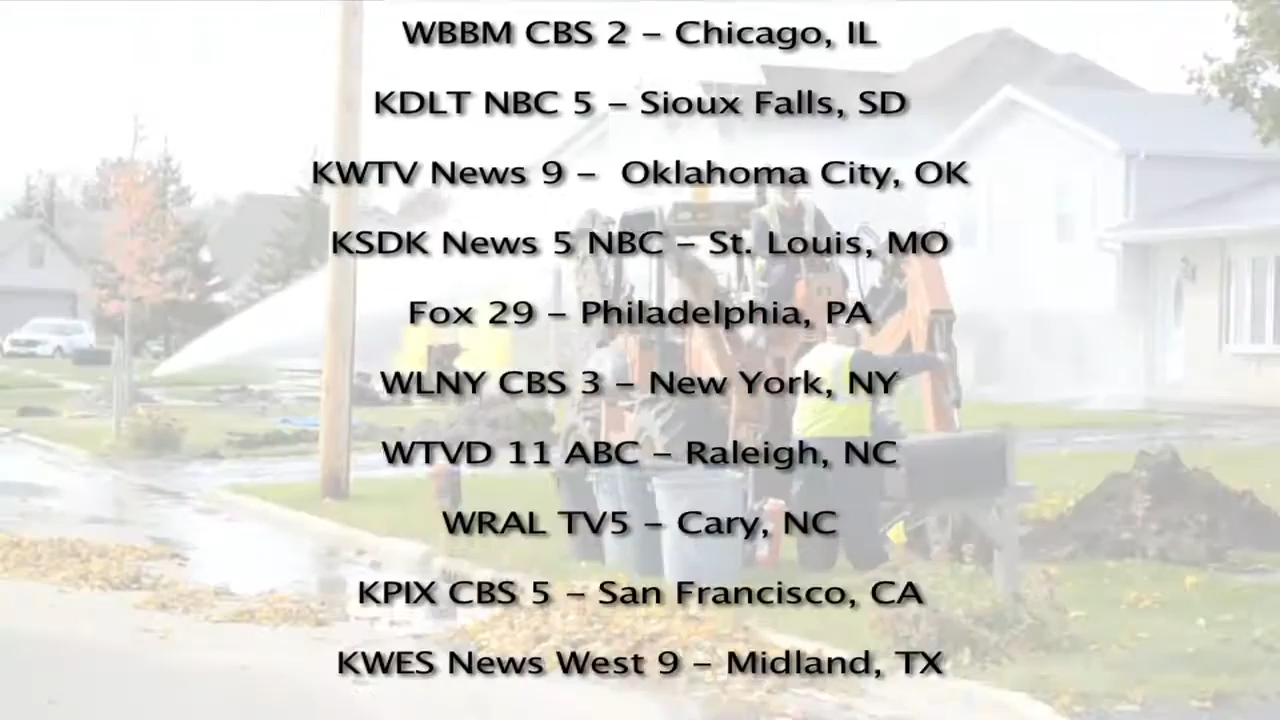 WBBM CBS 2 – Chicago, IL
KDLT NBC 5 – Sioux Falls, SD
KWTV News 9 –  Oklahoma City, OK
KSDK News 5 NBC – St. Louis, MO
Fox 29 – Philadelphia, PA
WLNY CBS 3 – New York, NY
WTVD 11 ABC – Raleigh, NC
WRAL TV5 – Cary, NC
KPIX CBS 5 – San Francisco, CA
KWES News West 9 – Midland, TX